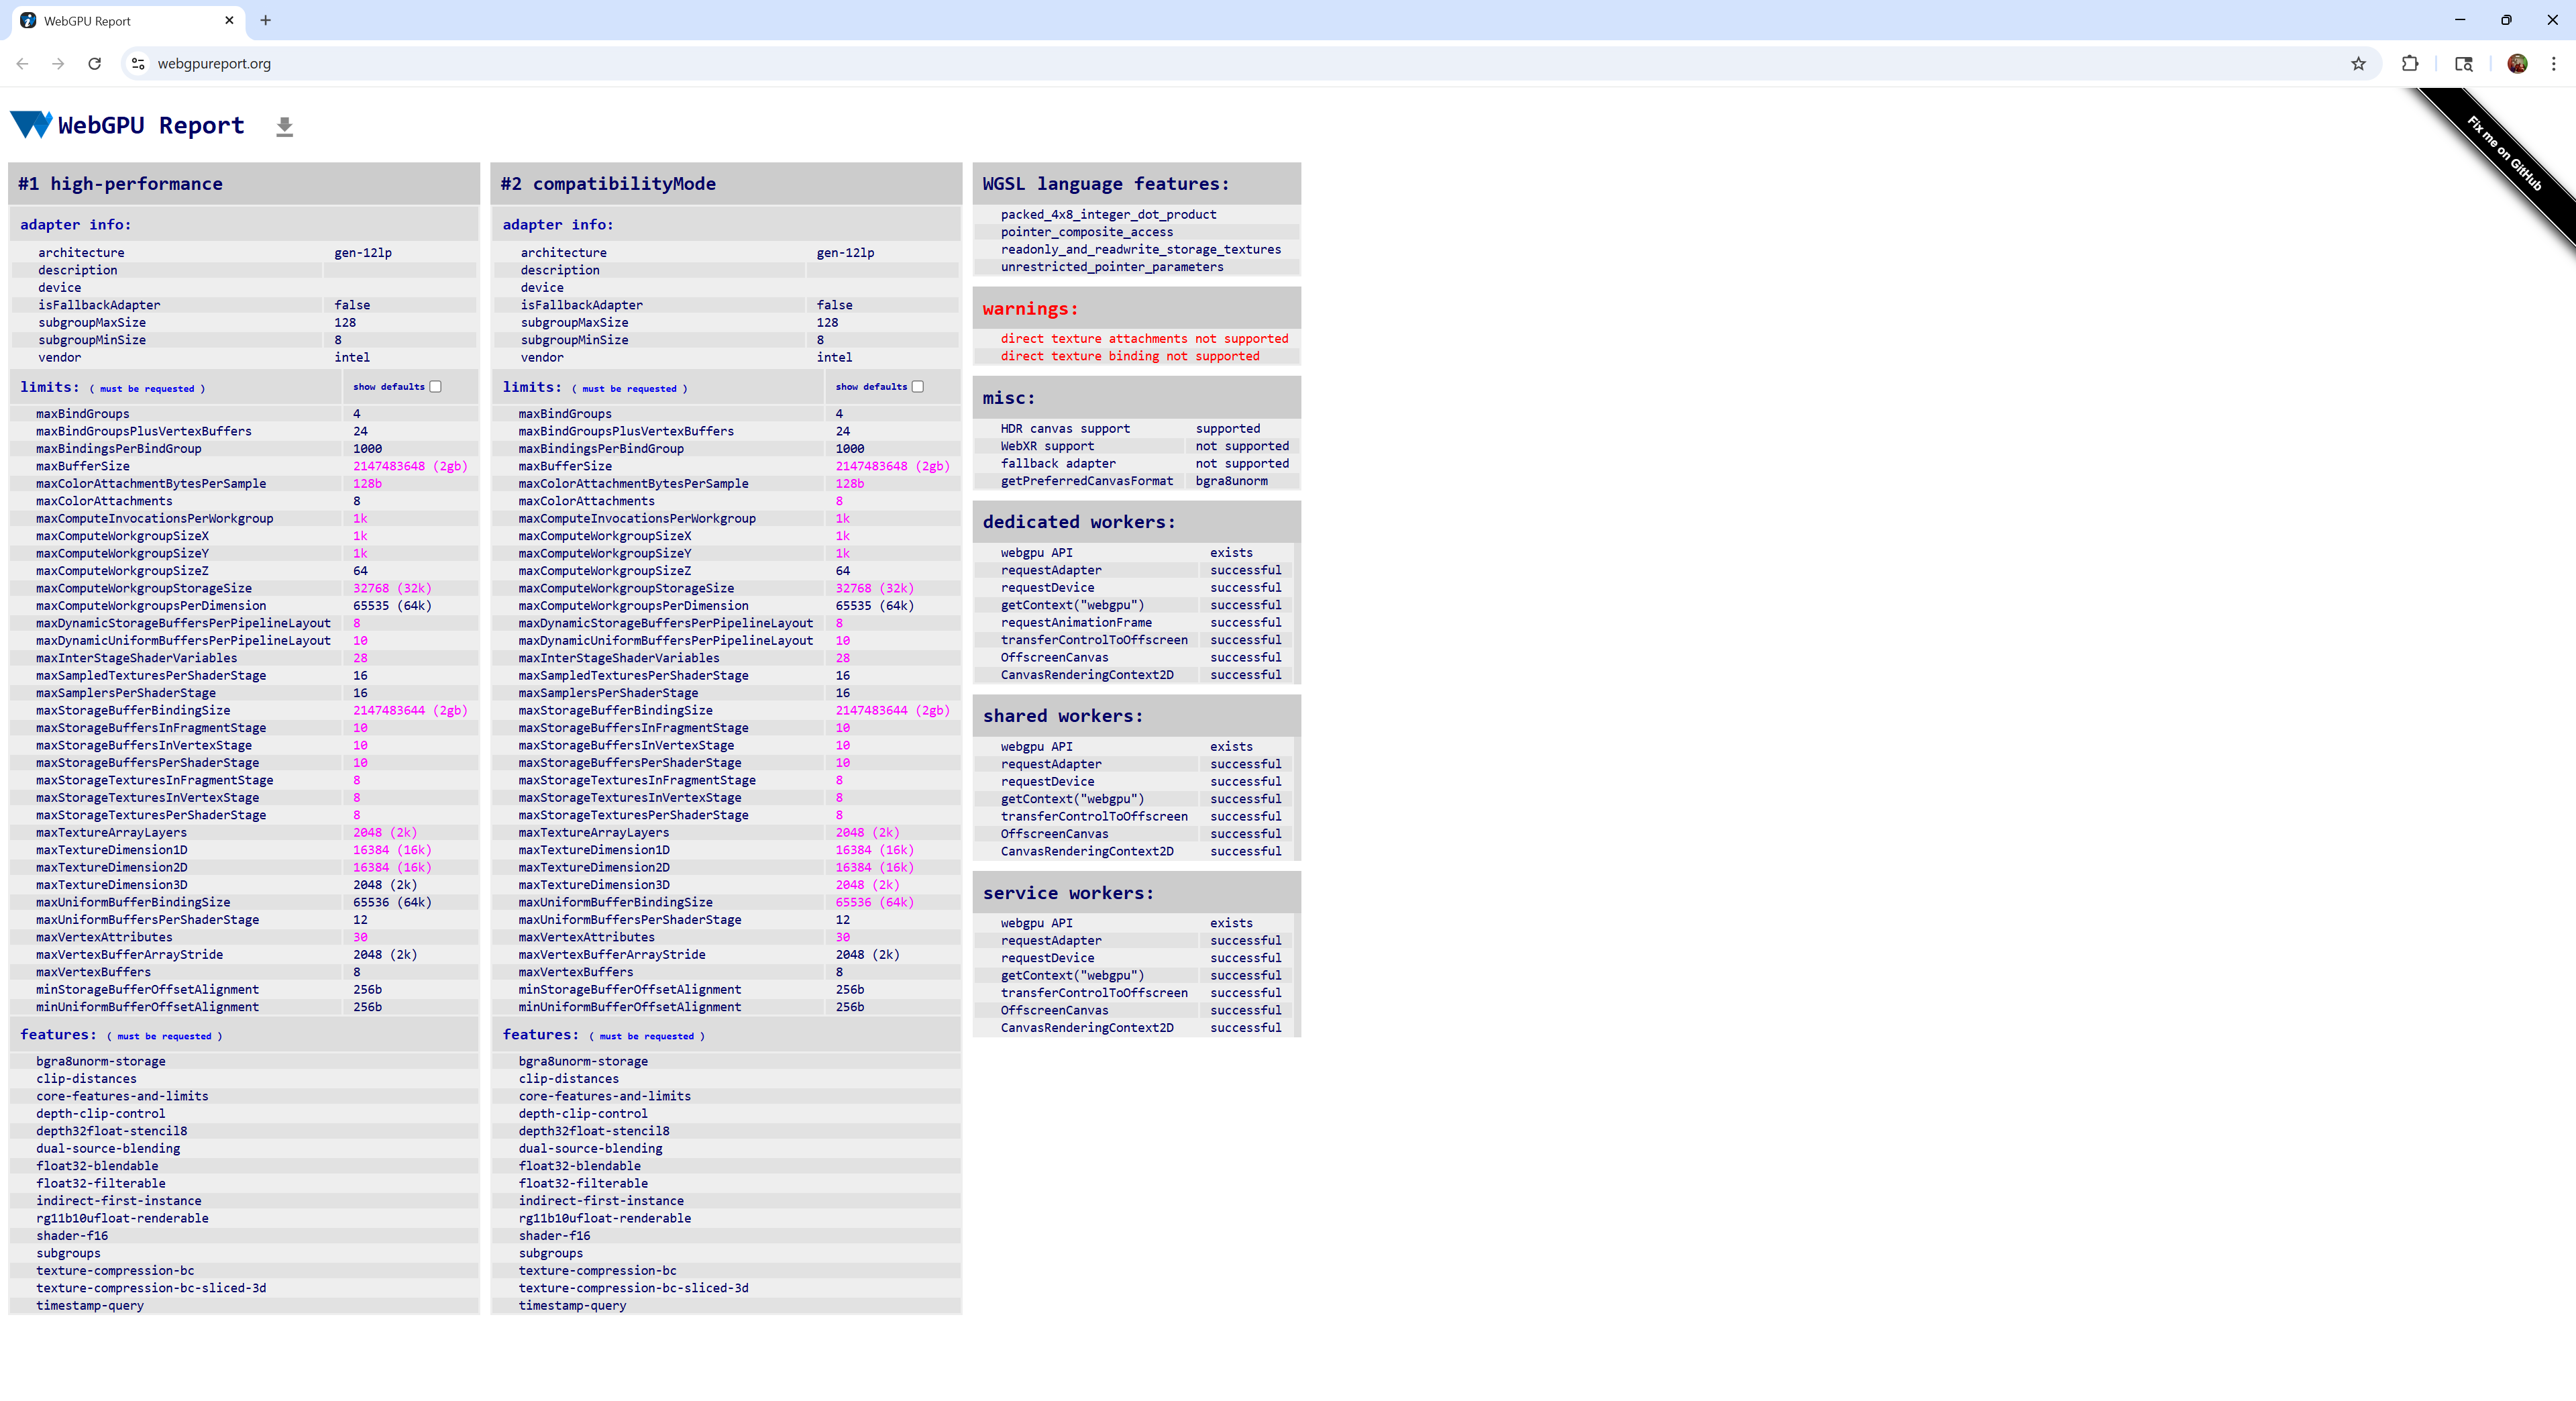 WebGPU Report
webgpureport.org
Fix me on GitHub
WebGPU Report
#1 high-performance
adapter info:
architecture gen-12lp
description
device
isFallbackAdapter false
subgroupMaxSize 128
subgroupMinSize 8
vendor intel
limits: ( must be requested ) show defaults
maxBindGroups 4
maxBindGroupsPlusVertexBuffers 24
maxBindingsPerBindGroup 1000
maxBufferSize 2147483648 (2gb)
maxColorAttachmentBytesPerSample 128b
maxColorAttachments 8
maxComputeInvocationsPerWorkgroup 1k
maxComputeWorkgroupSizeX 1k
maxComputeWorkgroupSizeY 1k
maxComputeWorkgroupSizeZ 64
maxComputeWorkgroupStorageSize 32768 (32k)
maxComputeWorkgroupsPerDimension 65535 (64k)
maxDynamicStorageBuffersPerPipelineLayout 8
maxDynamicUniformBuffersPerPipelineLayout 10
maxInterStageShaderVariables 28
maxSampledTexturesPerShaderStage 16
maxSamplersPerShaderStage 16
maxStorageBufferBindingSize 2147483644 (2gb)
maxStorageBuffersInFragmentStage 10
maxStorageBuffersInVertexStage 10
maxStorageBuffersPerShaderStage 10
maxStorageTexturesInFragmentStage 8
maxStorageTexturesInVertexStage 8
maxStorageTexturesPerShaderStage 8
maxTextureArrayLayers 2048 (2k)
maxTextureDimension1D 16384 (16k)
maxTextureDimension2D 16384 (16k)
maxTextureDimension3D 2048 (2k)
maxUniformBufferBindingSize 65536 (64k)
maxUniformBuffersPerShaderStage 12
maxVertexAttributes 30
maxVertexBufferArrayStride 2048 (2k)
maxVertexBuffers 8
minStorageBufferOffsetAlignment 256b
minUniformBufferOffsetAlignment 256b
features: ( must be requested )
bgra8unorm-storage
clip-distances
core-features-and-limits
depth-clip-control
depth32float-stencil8
dual-source-blending
float32-blendable
float32-filterable
indirect-first-instance
rg11b10ufloat-renderable
shader-f16
subgroups
texture-compression-bc
texture-compression-bc-sliced-3d
timestamp-query
#2 compatibilityMode
adapter info:
architecture gen-12lp
description
device
isFallbackAdapter false
subgroupMaxSize 128
subgroupMinSize 8
vendor intel
limits: ( must be requested ) show defaults
maxBindGroups 4
maxBindGroupsPlusVertexBuffers 24
maxBindingsPerBindGroup 1000
maxBufferSize 2147483648 (2gb)
maxColorAttachmentBytesPerSample 128b
maxColorAttachments 8
maxComputeInvocationsPerWorkgroup 1k
maxComputeWorkgroupSizeX 1k
maxComputeWorkgroupSizeY 1k
maxComputeWorkgroupSizeZ 64
maxComputeWorkgroupStorageSize 32768 (32k)
maxComputeWorkgroupsPerDimension 65535 (64k)
maxDynamicStorageBuffersPerPipelineLayout 8
maxDynamicUniformBuffersPerPipelineLayout 10
maxInterStageShaderVariables 28
maxSampledTexturesPerShaderStage 16
maxSamplersPerShaderStage 16
maxStorageBufferBindingSize 2147483644 (2gb)
maxStorageBuffersInFragmentStage 10
maxStorageBuffersInVertexStage 10
maxStorageBuffersPerShaderStage 10
maxStorageTexturesInFragmentStage 8
maxStorageTexturesInVertexStage 8
maxStorageTexturesPerShaderStage 8
maxTextureArrayLayers 2048 (2k)
maxTextureDimension1D 16384 (16k)
maxTextureDimension2D 16384 (16k)
maxTextureDimension3D 2048 (2k)
maxUniformBufferBindingSize 65536 (64k)
maxUniformBuffersPerShaderStage 12
maxVertexAttributes 30
maxVertexBufferArrayStride 2048 (2k)
maxVertexBuffers 8
minStorageBufferOffsetAlignment 256b
minUniformBufferOffsetAlignment 256b
features: ( must be requested )
bgra8unorm-storage
clip-distances
core-features-and-limits
depth-clip-control
depth32float-stencil8
dual-source-blending
float32-blendable
float32-filterable
indirect-first-instance
rg11b10ufloat-renderable
shader-f16
subgroups
texture-compression-bc
texture-compression-bc-sliced-3d
timestamp-query
WGSL language features:
packed_4x8_integer_dot_product
pointer_composite_access
readonly_and_readwrite_storage_textures
unrestricted_pointer_parameters
warnings:
direct texture attachments not supported
direct texture binding not supported
misc:
HDR canvas support supported
WebXR support not supported
fallback adapter not supported
getPreferredCanvasFormat bgra8unorm
dedicated workers:
webgpu API exists
requestAdapter successful
requestDevice successful
getContext("webgpu") successful
requestAnimationFrame successful
transferControlToOffscreen successful
OffscreenCanvas successful
CanvasRenderingContext2D successful
shared workers:
webgpu API exists
requestAdapter successful
requestDevice successful
getContext("webgpu") successful
transferControlToOffscreen successful
OffscreenCanvas successful
CanvasRenderingContext2D successful
service workers:
webgpu API exists
requestAdapter successful
requestDevice successful
getContext("webgpu") successful
transferControlToOffscreen successful
OffscreenCanvas successful
CanvasRenderingContext2D successful